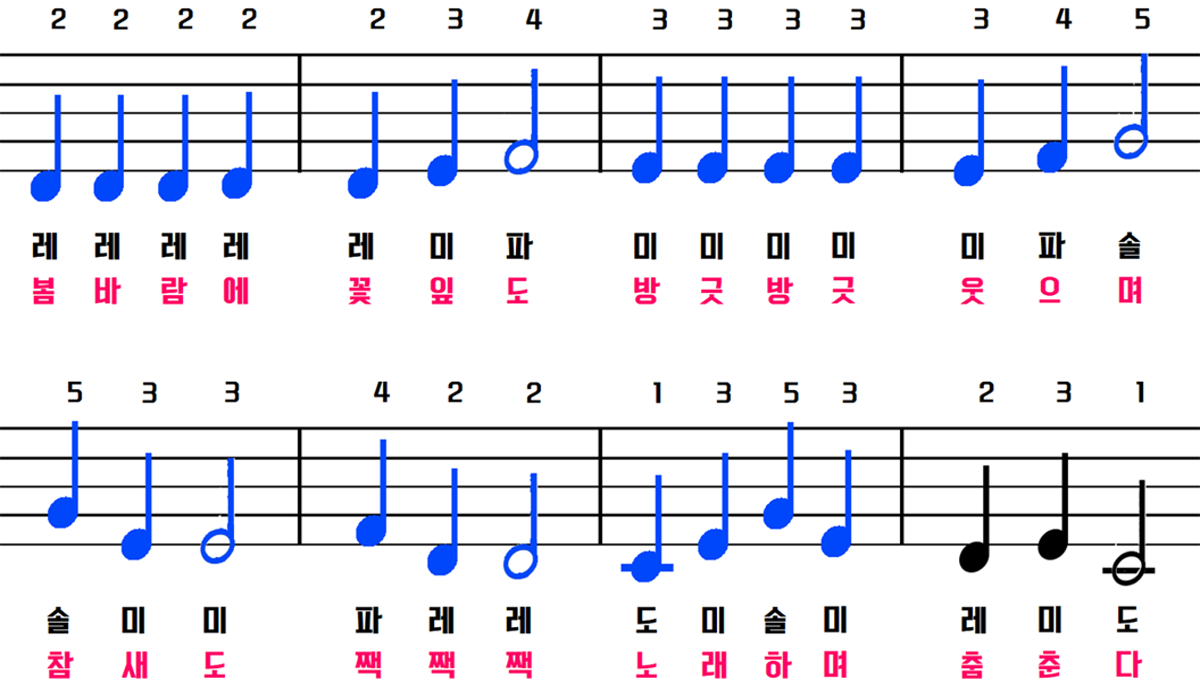 2 2 2 2 2 3 4 3 3 3 3 3 4 5
레 레 레 레 레 미 파 미 미 미 미 미 파 솔
봄 바 람 에 꽃 잎 도 방 긋 방 긋 웃 으 며
5 3 3 4 2 2 1 3 5 3 2 3 1
솔 미 미 파 레 레 도 미 솔 미 레 미 도
참 새 도 짹 짹 짹 노 래 하 며 춤 춘 다